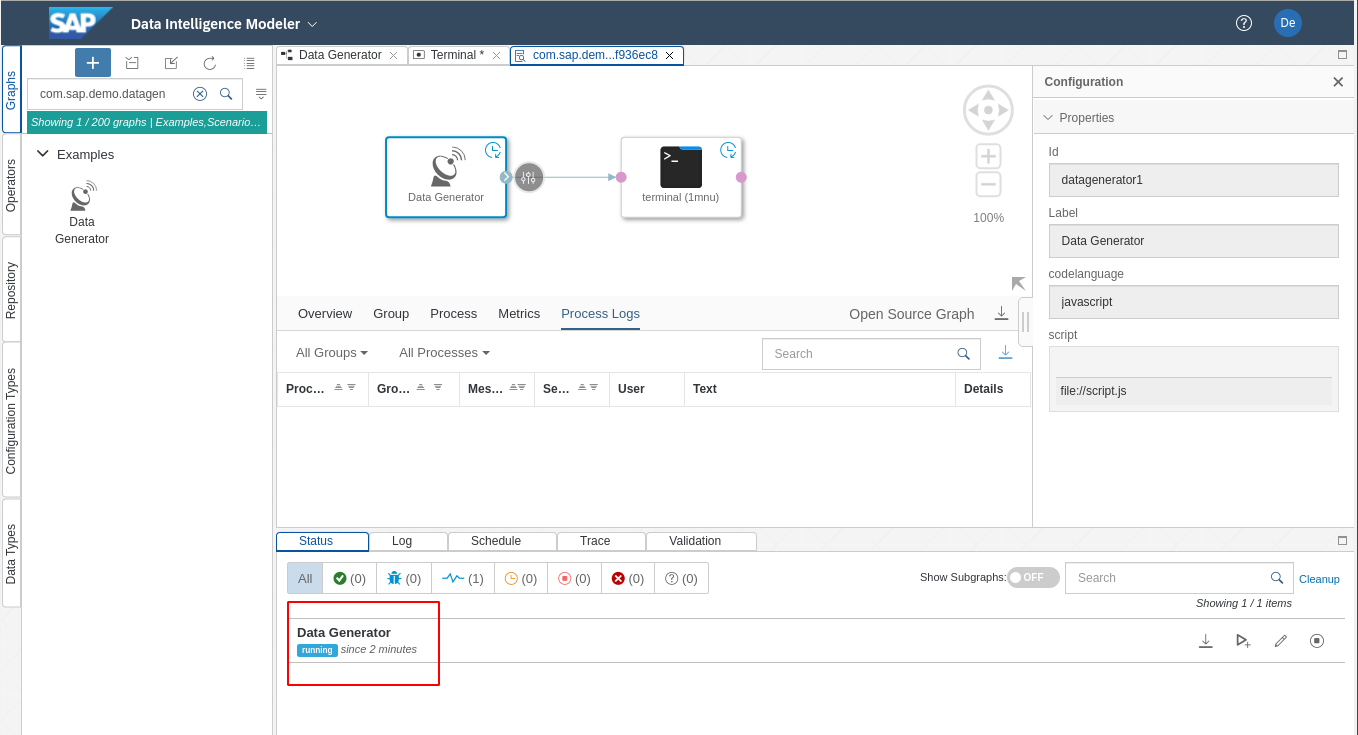 SAP Data Intelligence Modeler
De
Graphs
Operators
Repository
Configuration Types
Data Types
com.sap.demo.datagen
Showing 1 / 200 graphs | Examples,Scenario…
Examples
Data
Generator
Data Generator
Terminal *
com.sap.dem...f936ec8
Data Generator
>_
terminal (1mnu)
100%
Overview Group Process Metrics Process Logs Open Source Graph
All Groups All Processes Search
Proc… Gro… Mes… Se… User Text Details
Configuration
Properties
Id
datagenerator1
Label
Data Generator
codelanguage
javascript
script
file://script.js
Status Log Schedule Trace Validation
All (0) (0) (1) (0) (0) (0) (0)
Show Subgraphs: OFF Search Cleanup
Showing 1 / 1 items
Data Generator
running since 2 minutes